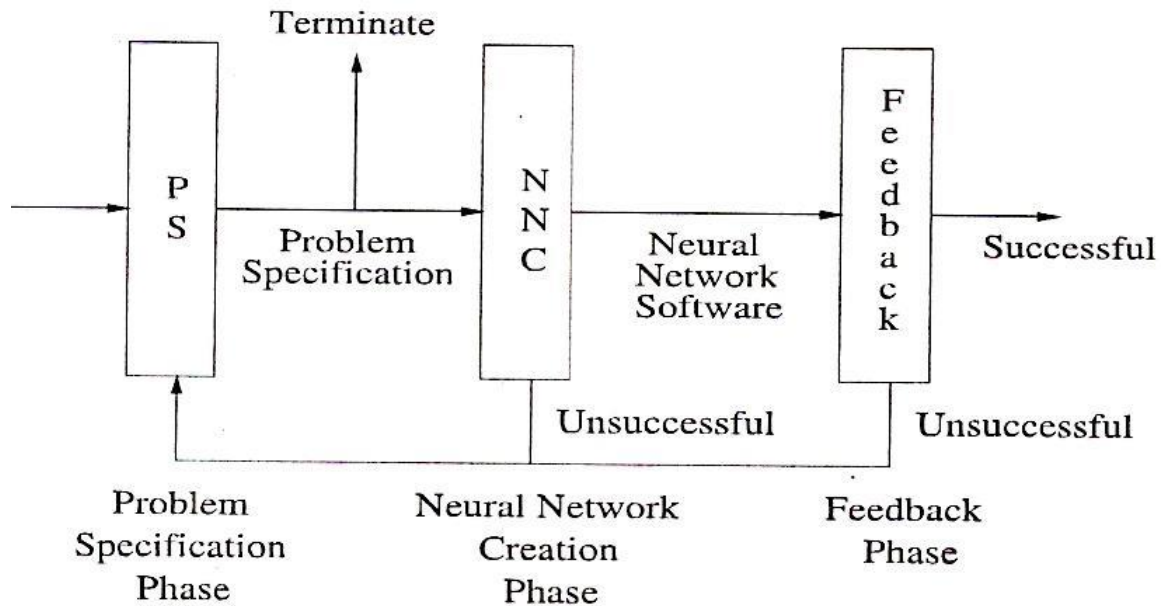 Terminate
P
S
Problem
Specification
N
N
C
Neural
Network
Software
F
e
e
d
b
a
c
k
Successful
Unsuccessful
Unsuccessful
Problem
Specification
Phase
Neural Network
Creation
Phase
Feedback
Phase